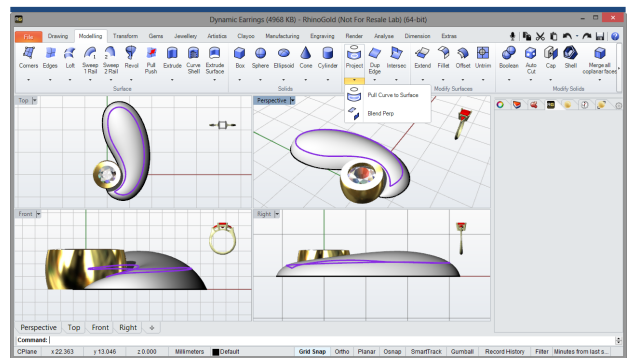 Dynamic Earrings (4968 KB) - RhinoGold (Not For Resale Lab) (64-bit)
File Drawing Modelling Transform Gems Jewellery Artistics Clayoo Manufacturing Engraving Render Analyse Dimension Extras
Corners Edges Loft Sweep 1 Rail Sweep 2 Rail Revol Pull Push Extrude Curve Shell Extrude Surface Box Sphere Ellipsoid Cone Cylinder Project Dup Edge Intersec Extend Fillet Offset Untrim Boolean Auto Cut Cap Shell Merge all coplanar faces
Surface Solids Modify Surfaces Modify Solids
Pull Curve to Surface
Blend Perp
Top
Perspective
Front
Right
Perspective Top Front Right
Command:
CPlane x 22.363 y 13.046 z 0.000 Millimeters Default Grid Snap Ortho Planar Osnap SmartTrack Gumball Record History Filter Minutes from last s...